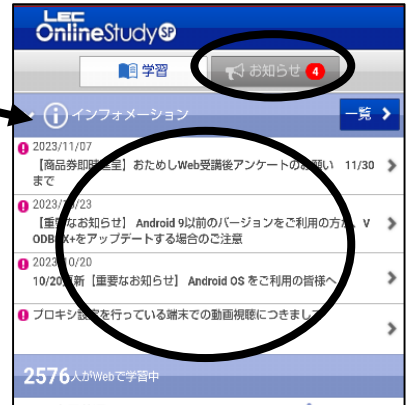 LEC
OnlineStudy SP
学習
お知らせ 4
インフォメーション
一覧
2023/11/07
【商品券即時 呈】おためしWeb受講後アンケートのお願い 11/30
まで
2023/10/23
【重要なお知らせ】 Android 9以前のバージョンをご利用の方が、V
ODBOX+をアップデートする場合のご注意
2023/10/20
10/20更新【重要なお知らせ】 Android OS をご利用の皆様へ
プロキシ設定を行っている端末での動画視聴につきまして
2576人がWebで学習中